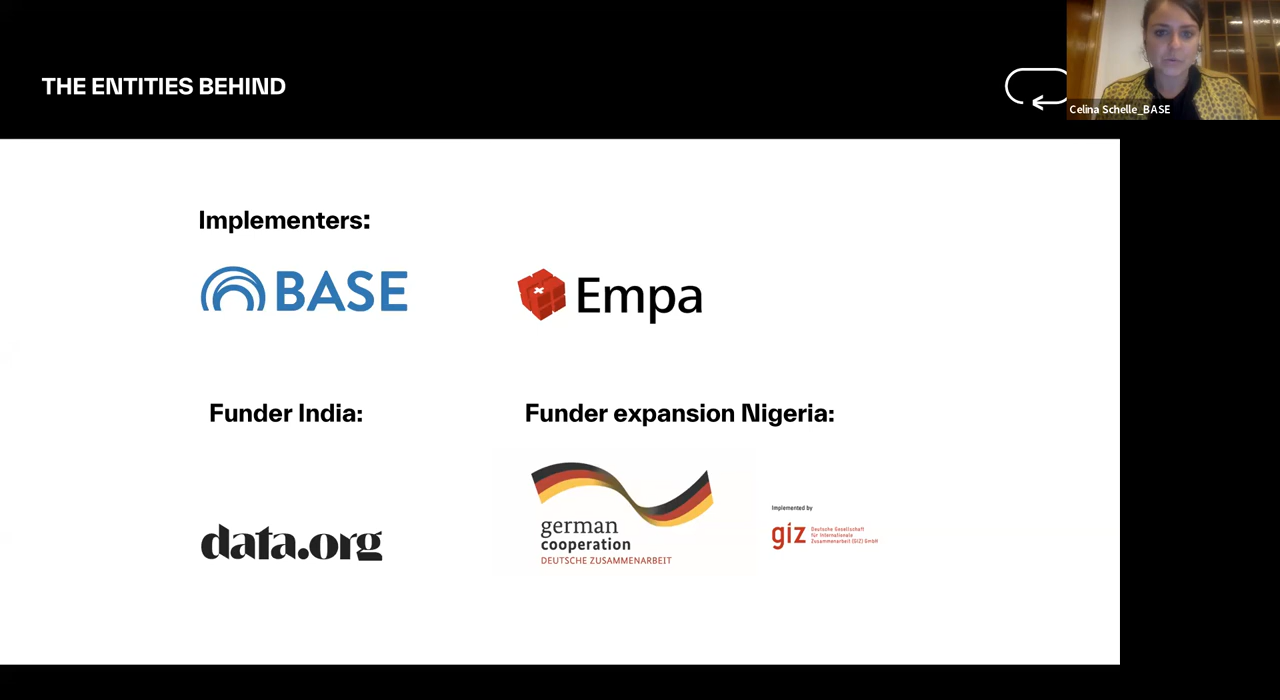 THE ENTITIES BEHIND
Celina Schelle_BASE
Implementers:
BASE
Empa
Funder India:
Funder expansion Nigeria:
data.org
german
cooperation
DEUTSCHE ZUSAMMENARBEIT
Implemented by
giz
Deutsche Gesellschaft
für Internationale
Zusammenarbeit (GIZ) GmbH